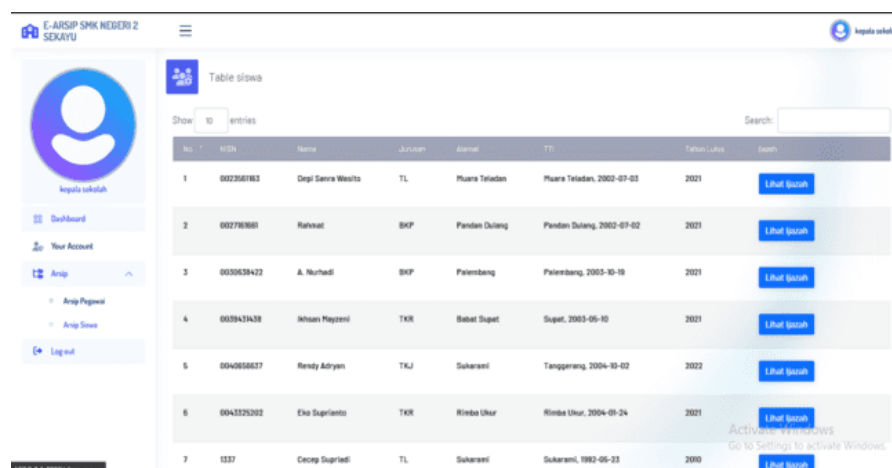 E-ARSIP SMK NEGERI 2
SEKAYU
kepala sekol
kepala sekolah
Dashboard
Your Account
Arsip
Arsip Pegawai
Arsip Siswa
Log out
Table siswa
Show 10 entries
Search:
No. NISN Nama Jurusan Alamat TTl Tahun Lulus Ijazah
1 Depi Sanra Wasito TL Muara Teladan Muara Teladan, 2002-07-03 2021 Lihat Ijazah
2 Rahmat BKP Pandan Dulang Pandan Dulang, 2002-07-02 2021 Lihat Ijazah
3 0030638422 A. Nurhadi BKP Palembang Palembang, 2003-10-19 2021 Lihat Ijazah
4 0039431438 Ikhsan Mayzeni TKR Babat Supat Supat, 2003-05-10 2021 Lihat Ijazah
5 0040656637 Rendy Adryan TKJ Sukarami Tanggerang, 2004-10-02 2022 Lihat Ijazah
6 0043325202 Eko Suprianto TKR Rimba Ukur Rimba Ukur, 2004-01-24 2021 Lihat Ijazah
7 1337 Cecep Supriadi TL Sukarami Sukarami, 1992-05-23 2010 Lihat Ijazah
Activate Windows
Go to Settings to activate Windows.